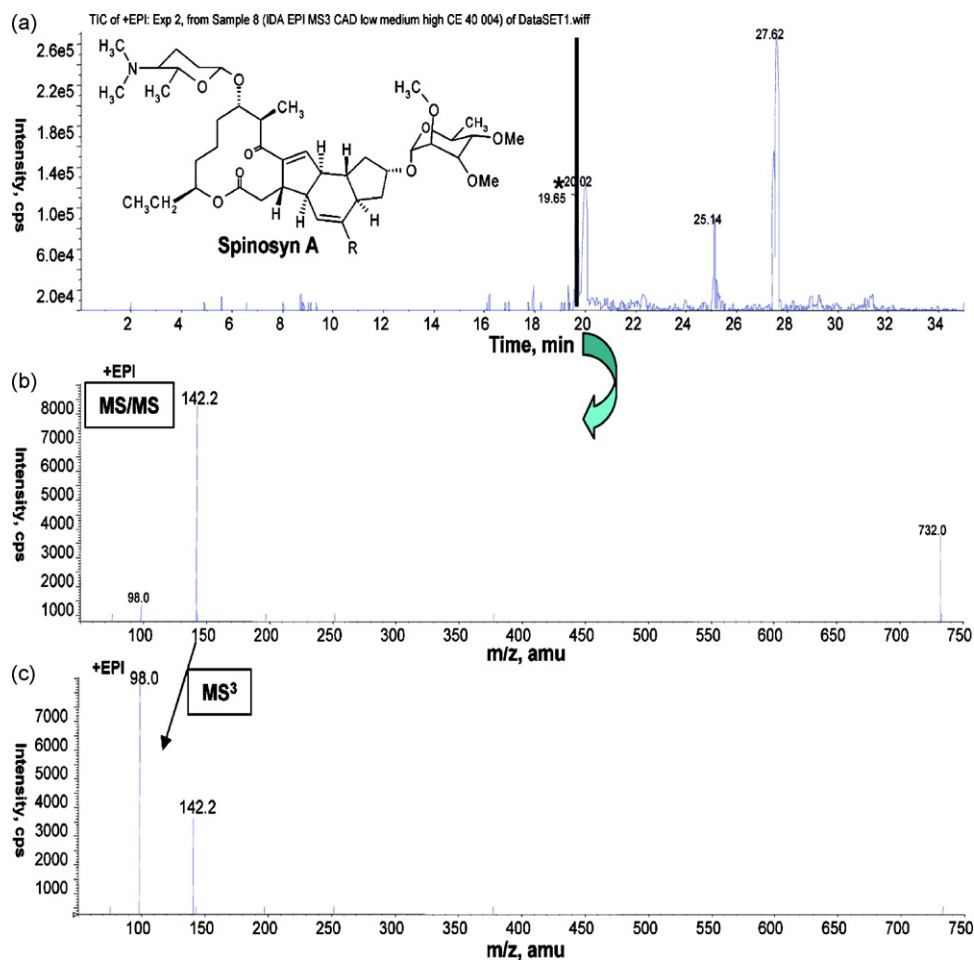 (a) TIC of +EPI: Exp 2, from Sample 8 (IDA EPI MS3 CAD low medium high CE 40 004) of DataSET1.wiff
Intensity, cps
2.6e5
2.2e5
1.8e5
1.4e5
1.0e5
6.0e4
2.0e4
H₃C
N
H₃C
H₃C
O
O
CH₃
O
O
O
CH₃CH₂
H
H
H
H
H
R
O
H₃C
O
O
CH₃
OMe
OMe
Spinosyn A
*
20.02
19.65
25.14
27.62
2 4 6 8 10 12 14 16 18 20 22 24 26 28 30 32 34
Time, min
(b)
+EPI
MS/MS
Intensity, cps
8000
7000
6000
5000
4000
3000
2000
1000
98.0
142.2
732.0
100 150 200 250 300 350 400 450 500 550 600 650 700 750
m/z, amu
(c)
+EPI
MS³
Intensity, cps
7000
6000
5000
4000
3000
2000
1000
98.0
142.2
100 150 200 250 300 350 400 450 500 550 600 650 700 750
m/z, amu